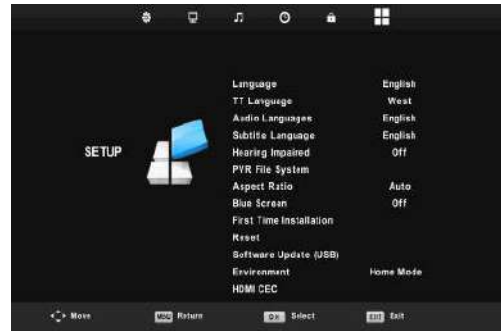 Language English
TT Language West
Audio Languages English
Subtitle Language English
SETUP
Hearing Impaired Off
PVR File System
Aspect Ratio Auto
Blue Screen Off
First Time Installation
Reset
Software Update (USB)
Environment Home Mode
HDMI CEC
Move MENU Return OK Select EXIT Exit